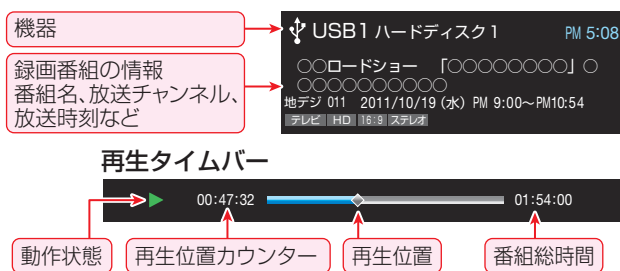 機器
USB1 ハードディスク1 PM 5:08
録画番組の情報
番組名、放送チャンネル、
放送時刻など
○○ロードショー 「○○○○○○○○」○
○○○○○○○○○○
地デジ 011 2011/10/19 (水) PM 9:00~PM10:54
テレビ HD 16:9 ステレオ
再生タイムバー
00:47:32 01:54:00
動作状態 再生位置カウンター 再生位置 番組総時間